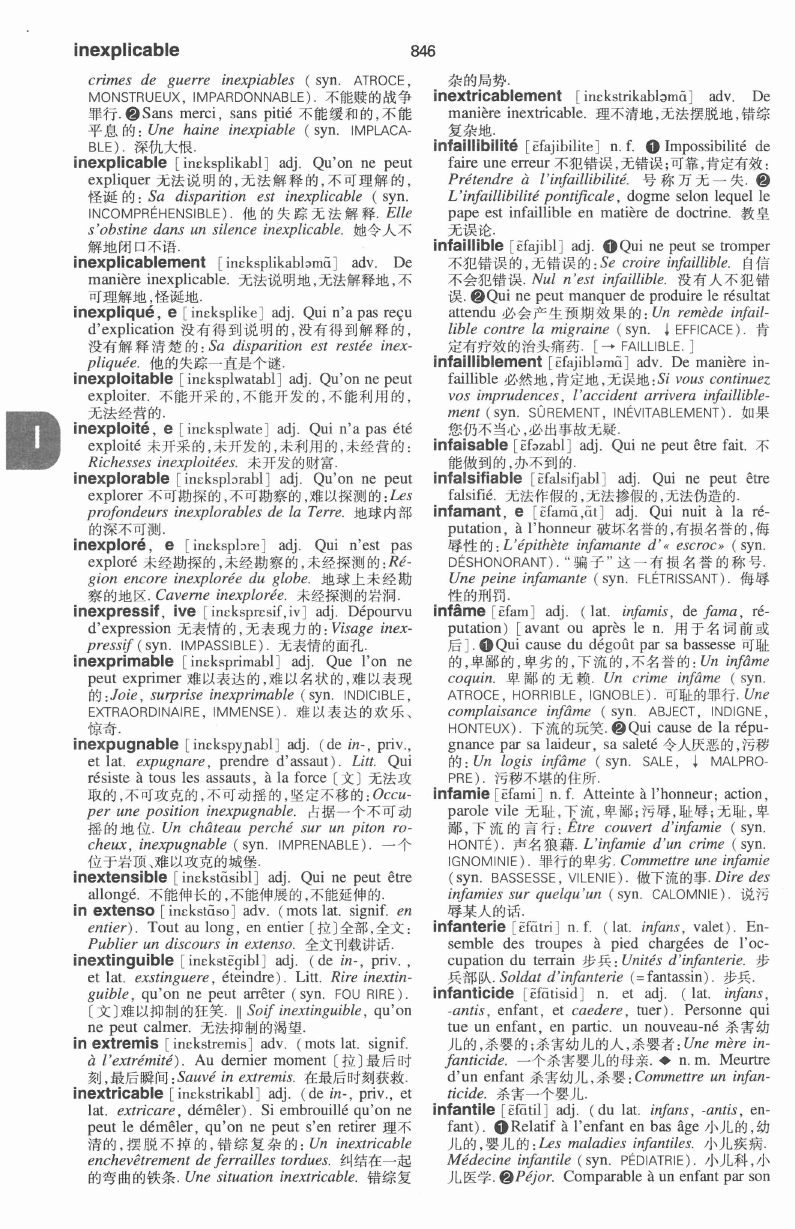 inexplicable
846
crimes de guerre inexpiables ( syn. ATROCE,
MONSTRUEUX, IMPARDONNABLE). 不能赎的战争
罪行. ❷Sans merci, sans pitié 不能缓和的,不能
平息的: Une haine inexpiable ( syn. IMPLACA-
BLE). 深仇大恨.
inexplicable [inɛksplikabl] adj. Qu'on ne peut
expliquer 无法说明的,无法解释的,不可理解的,
怪诞的: Sa disparition est inexplicable ( syn.
INCOMPRÉHENSIBLE). 他的失踪无法解释. Elle
s'obstine dans un silence inexplicable. 她令人不
解地闭口不语.
inexplicablement [inɛksplikabləmɑ̃] adv. De
manière inexplicable. 无法说明地,无法解释地,不
可理解地,怪诞地.
inexpliqué, e [inɛksplike] adj. Qui n'a pas reçu
d'explication 没有得到说明的,没有得到解释的,
没有解释清楚的: Sa disparition est restée inex-
pliquée. 他的失踪一直是个谜.
inexploitable [inɛksplwatabl] adj. Qu'on ne peut
exploiter. 不能开采的,不能开发的,不能利用的,
无法经营的.
I
inexploité, e [inɛksplwate] adj. Qui n'a pas été
exploité 未开采的,未开发的,未利用的,未经营的:
Richesses inexploitées. 未开发的财富.
inexplorable [inɛksplɔrabl] adj. Qu'on ne peut
explorer 不可勘探的,不可勘察的,难以探测的:Les
profondeurs inexplorables de la Terre. 地球内部
的深不可测.
inexploré, e [inɛksplɔre] adj. Qui n'est pas
exploré 未经勘探的,未经勘察的,未经探测的:Ré-
gion encore inexplorée du globe. 地球上未经勘
察的地区. Caverne inexplorée. 未经探测的岩洞.
inexpressif, ive [inɛksprɛsif,iv] adj. Dépourvu
d'expression 无表情的,无表现力的: Visage inex-
pressif (syn. IMPASSIBLE). 无表情的面孔.
inexprimable [inɛksprimabl] adj. Que l'on ne
peut exprimer 难以表达的,难以名状的,难以表现
的:Joie, surprise inexprimable (syn. INDICIBLE,
EXTRAORDINAIRE, IMMENSE). 难以表达的欢乐、
惊奇.
inexpugnable [inɛkspyɲabl] adj. (de in-, priv.,
et lat. expugnare, prendre d'assaut). Litt. Qui
résiste à tous les assauts, à la force [文] 无法攻
取的,不可攻克的,不可动摇的,坚定不移的:Occu-
per une position inexpugnable. 占据一个不可动
摇的地位. Un château perché sur un piton ro-
cheux, inexpugnable (syn. IMPRENABLE). 一个
位于岩顶、难以攻克的城堡.
inextensible [inɛkstɑ̃sibl] adj. Qui ne peut être
allongé. 不能伸长的,不能伸展的,不能延伸的.
in extenso [inɛkstɛ̃so] adv. (mots lat. signif. en
entier). Tout au long, en entier [拉]全部,全文:
Publier un discours in extenso. 全文刊载讲话.
inextinguible [inɛkstɛ̃gibl] adj. (de in-, priv. ,
et lat. exstinguere, éteindre). Litt. Rire inextin-
guible, qu'on ne peut arrêter (syn. FOU RIRE).
[文]难以抑制的狂笑. ‖ Soif inextinguible, qu'on
ne peut calmer. 无法抑制的渴望.
in extremis [inɛkstremis] adv. (mots lat. signif.
à l'extrémité). Au dernier moment [拉]最后时
刻,最后瞬间:Sauvé in extremis. 在最后时刻获救.
inextricable [inɛkstrikabl] adj. (de in-, priv., et
lat. extricare, démêler). Si embrouillé qu'on ne
peut le démêler, qu'on ne peut s'en retirer 理不
清的,摆脱不掉的,错综复杂的: Un inextricable
enchevêtrement de ferrailles tordues. 纠结在一起
的弯曲的铁条. Une situation inextricable. 错综复
杂的局势.
inextricablement [inɛkstrikabləmɑ̃] adv. De
manière inextricable. 理不清地,无法摆脱地,错综
复杂地.
infaillibilité [ɛ̃fajibilite] n. f. ❶ Impossibilité de
faire une erreur 不犯错误,无错误;可靠,肯定有效:
Prétendre à l'infaillibilité. 号称万无一失. ❷
L'infaillibilité pontificale, dogme selon lequel le
pape est infaillible en matière de doctrine. 教皇
无误论.
infaillible [ɛ̃fajibl] adj. ❶Qui ne peut se tromper
不犯错误的,无错误的:Se croire infaillible. 自信
不会犯错误. Nul n'est infaillible. 没有人不犯错
误. ❷Qui ne peut manquer de produire le résultat
attendu 必会产生预期效果的: Un remède infail-
lible contre la migraine (syn. ↓EFFICACE). 肯
定有疗效的治头痛药. [→ FAILLIBLE. ]
infailliblement [ɛ̃fajibləmɑ̃] adv. De manière in-
faillible 必然地,肯定地,无误地:Si vous continuez
vos imprudences, l'accident arrivera infaillible-
ment (syn. SÛREMENT, INÉVITABLEMENT). 如果
您仍不当心,必出事故无疑.
infaisable [ɛ̃fəzabl] adj. Qui ne peut être fait. 不
能做到的,办不到的.
infalsifiable [ɛ̃falsifjabl] adj. Qui ne peut être
falsifié. 无法作假的,无法掺假的,无法伪造的.
infamant, e [ɛ̃famɑ̃,ɑ̃t] adj. Qui nuit à la ré-
putation, à l'honneur 破坏名誉的,有损名誉的,侮
辱性的: L'épithète infamante d'« escroc» (syn.
DÉSHONORANT). “骗子”这一有损名誉的称号.
Une peine infamante (syn. FLÉTRISSANT). 侮辱
性的刑罚.
infâme [ɛ̃fam] adj. ( lat. infamis, de fama, ré-
putation) [avant ou après le n. 用于名词前或
后]. ❶Qui cause du dégoût par sa bassesse 可耻
的,卑鄙的,卑劣的,下流的,不名誉的: Un infâme
coquin. 卑鄙的无赖. Un crime infâme ( syn.
ATROCE, HORRIBLE, IGNOBLE). 可耻的罪行. Une
complaisance infâme ( syn. ABJECT, INDIGNE,
HONTEUX). 下流的玩笑. ❷Qui cause de la répu-
gnance par sa laideur, sa saleté 令人厌恶的,污秽
的: Un logis infâme ( syn. SALE, ↓ MALPRO-
PRE). 污秽不堪的住所.
infamie [ɛ̃fami] n. f. Atteinte à l'honneur; action,
parole vile 无耻,下流,卑鄙;污辱,耻辱;无耻,卑
鄙,下流的言行: Être couvert d'infamie ( syn.
HONTÉ). 声名狼藉. L'infamie d'un crime ( syn.
IGNOMINIE). 罪行的卑劣. Commettre une infamie
(syn. BASSESSE, VILENIE). 做下流的事. Dire des
infamies sur quelqu'un ( syn. CALOMNIE). 说污
辱某人的话.
infanterie [ɛ̃fɑ̃tri] n. f. ( lat. infans, valet). En-
semble des troupes à pied chargées de l'oc-
cupation du terrain 步兵: Unités d'infanterie. 步
兵部队. Soldat d'infanterie (=fantassin). 步兵.
infanticide [ɛ̃fɑ̃tisid] n. et adj. ( lat. infans,
-antis, enfant, et caedere, tuer). Personne qui
tue un enfant, en partic. un nouveau-né 杀害幼
儿的,杀婴的;杀害幼儿的人,杀婴者: Une mère in-
fanticide. 一个杀害婴儿的母亲. ◆ n. m. Meurtre
d'un enfant 杀害幼儿,杀婴: Commettre un infan-
ticide. 杀害一个婴儿.
infantile [ɛ̃fɑ̃til] adj. (du lat. infans, -antis, en-
fant). ❶Relatif à l'enfant en bas âge 小儿的,幼
儿的,婴儿的: Les maladies infantiles. 小儿疾病.
Médecine infantile (syn. PÉDIATRIE). 小儿科,小
儿医学. ❷Péjor. Comparable à un enfant par son